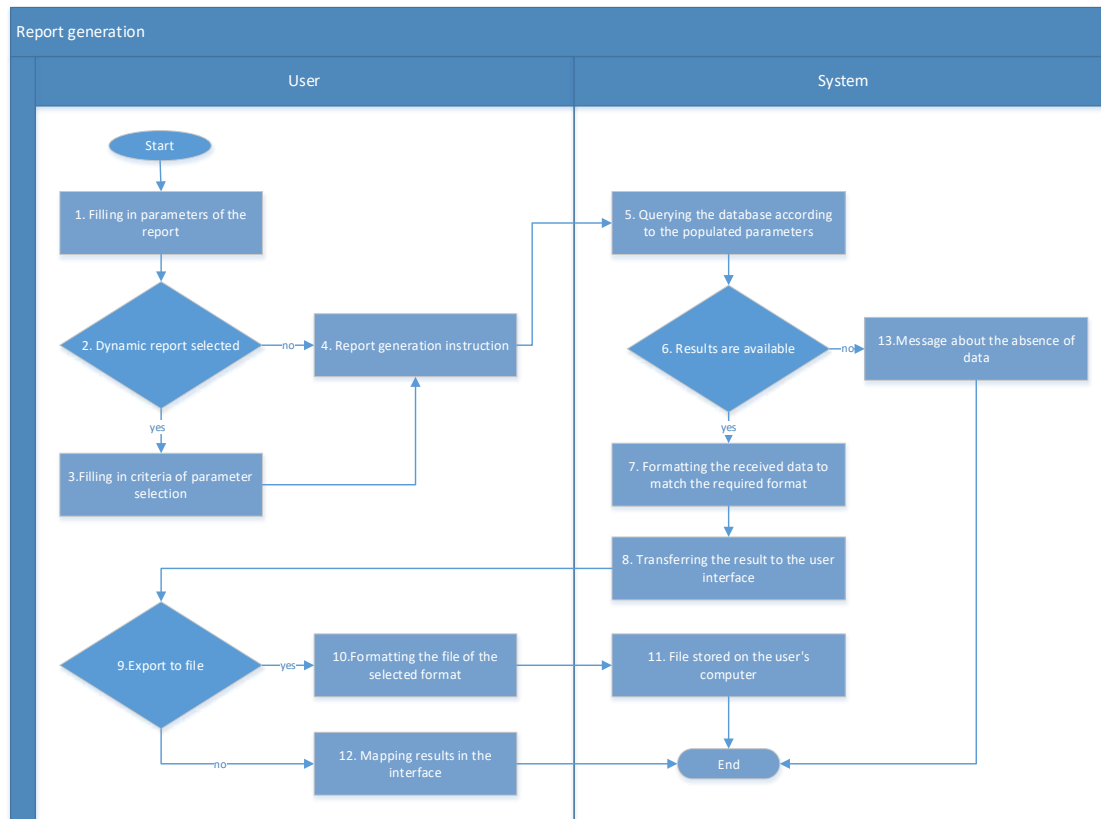 Report generation
User
System
Start
1. Filling in parameters of the
report
5. Querying the database according
to the populated parameters
2. Dynamic report selected
no
4. Report generation instruction
6. Results are available
no
13.Message about the absence of
data
yes
yes
3.Filling in criteria of parameter
selection
7. Formatting the received data to
match the required format
8. Transferring the result to the user
interface
9.Export to file
yes
10.Formatting the file of the
selected format
11. File stored on the user's
computer
no
12. Mapping results in the
interface
End